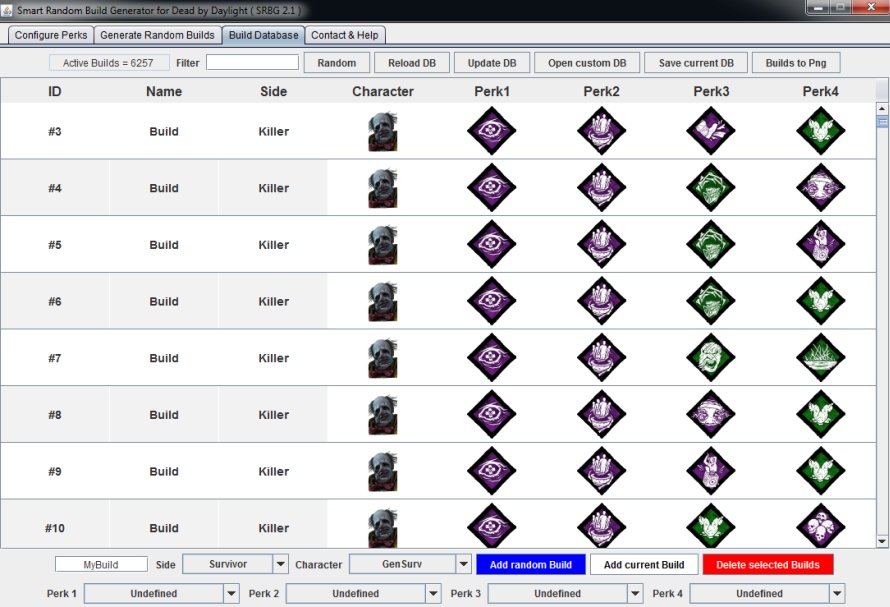 Smart Random Build Generator for Dead by Daylight ( SRBG 2.1 )
Configure Perks Generate Random Builds Build Database Contact & Help
Active Builds = 6257 Filter Random Reload DB Update DB Open custom DB Save current DB Builds to Png
ID Name Side Character Perk1 Perk2 Perk3 Perk4
#3 Build Killer
#4 Build Killer
#5 Build Killer
#6 Build Killer
#7 Build Killer
#8 Build Killer
#9 Build Killer
#10 Build Killer
MyBuild Side Survivor Character GenSurv Add random Build Add current Build Delete selected Builds
Perk 1 Undefined Perk 2 Undefined Perk 3 Undefined Perk 4 Undefined